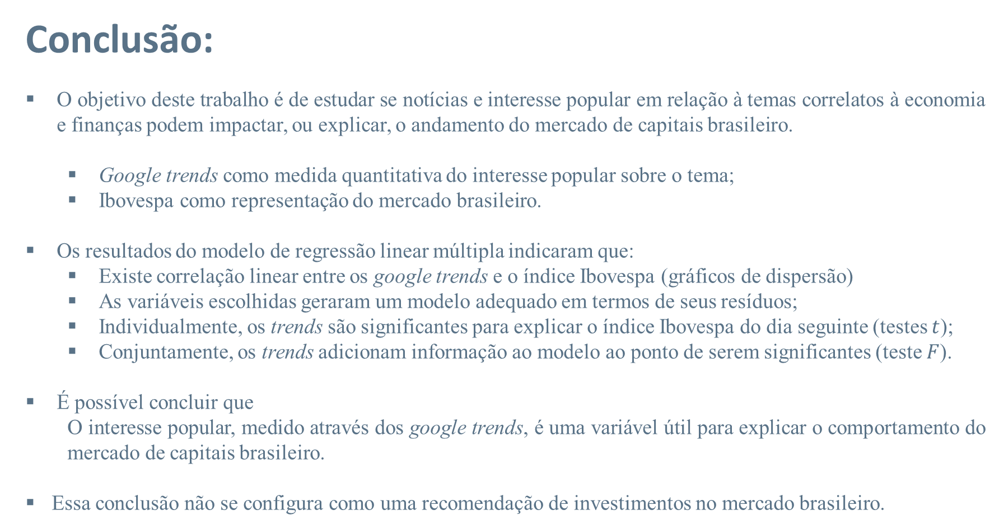 Conclusão:
▪ O objetivo deste trabalho é de estudar se notícias e interesse popular em relação à temas correlatos à economia
e finanças podem impactar, ou explicar, o andamento do mercado de capitais brasileiro.
▪ Google trends como medida quantitativa do interesse popular sobre o tema;
▪ Ibovespa como representação do mercado brasileiro.
▪ Os resultados do modelo de regressão linear múltipla indicaram que:
▪ Existe correlação linear entre os google trends e o índice Ibovespa (gráficos de dispersão)
▪ As variáveis escolhidas geraram um modelo adequado em termos de seus resíduos;
▪ Individualmente, os trends são significantes para explicar o índice Ibovespa do dia seguinte (testes t);
▪ Conjuntamente, os trends adicionam informação ao modelo ao ponto de serem significantes (teste F).
▪ É possível concluir que
O interesse popular, medido através dos google trends, é uma variável útil para explicar o comportamento do
mercado de capitais brasileiro.
▪ Essa conclusão não se configura como uma recomendação de investimentos no mercado brasileiro.